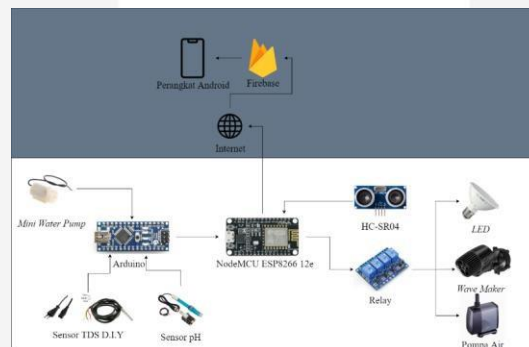 Perangkat Android
Firebase
Internet
Mini Water Pump
Arduino
NodeMCU ESP8266 12e
HC-SR04
LED
Relay
Wave Maker
Sensor TDS D.I.Y
Sensor pH
Pompa Air